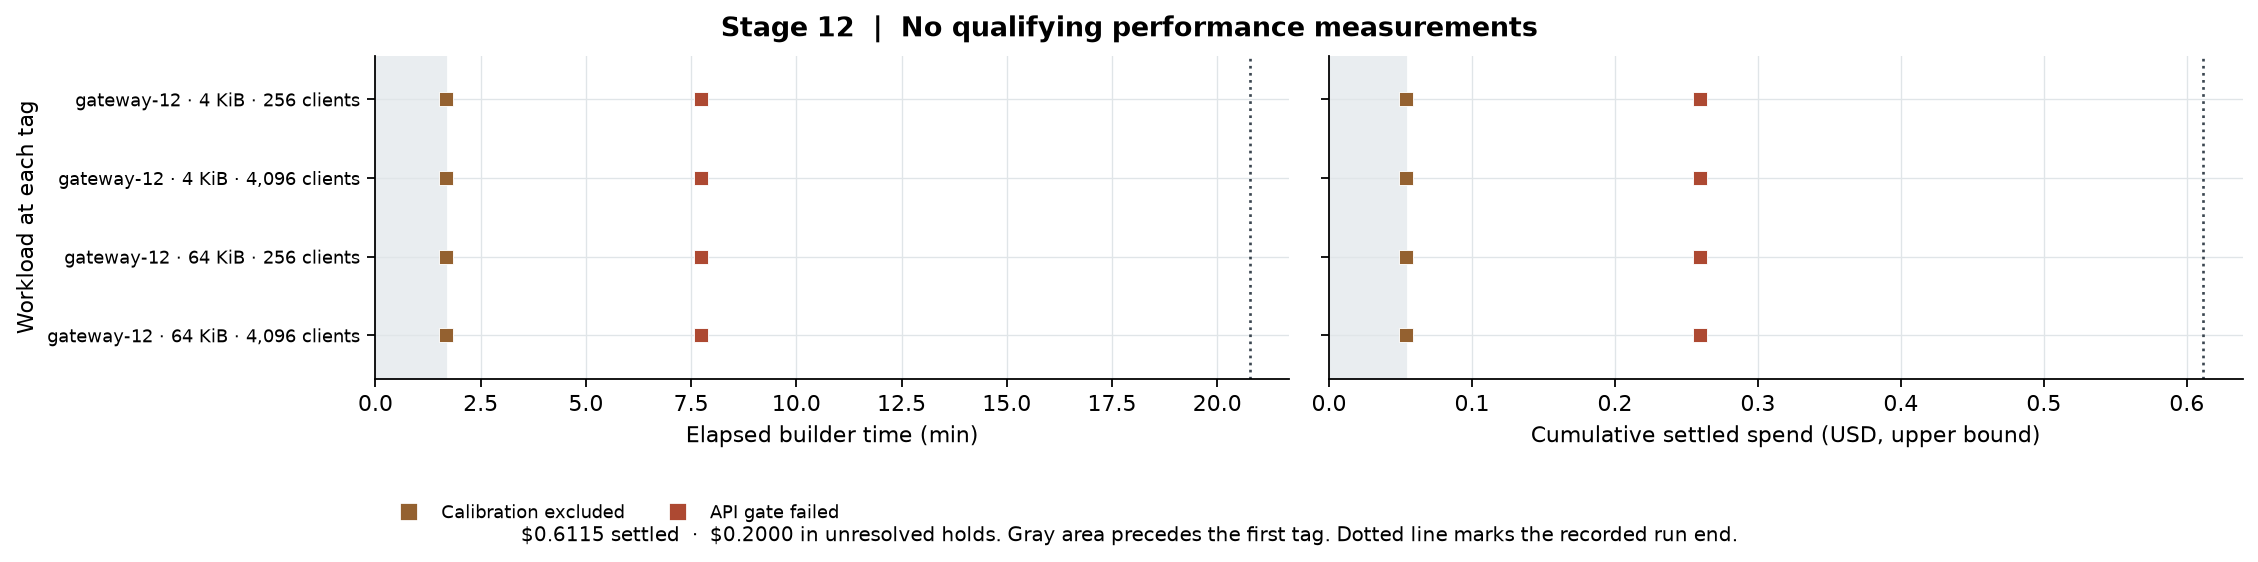 Stage 12 | No qualifying performance measurements
Workload at each tag
gateway-12 · 4 KiB · 256 clients
gateway-12 · 4 KiB · 4,096 clients
gateway-12 · 64 KiB · 256 clients
gateway-12 · 64 KiB · 4,096 clients
0.0 2.5 5.0 7.5 10.0 12.5 15.0 17.5 20.0
Elapsed builder time (min)
0.0 0.1 0.2 0.3 0.4 0.5 0.6
Cumulative settled spend (USD, upper bound)
Calibration excluded API gate failed
$0.6115 settled · $0.2000 in unresolved holds. Gray area precedes the first tag. Dotted line marks the recorded run end.